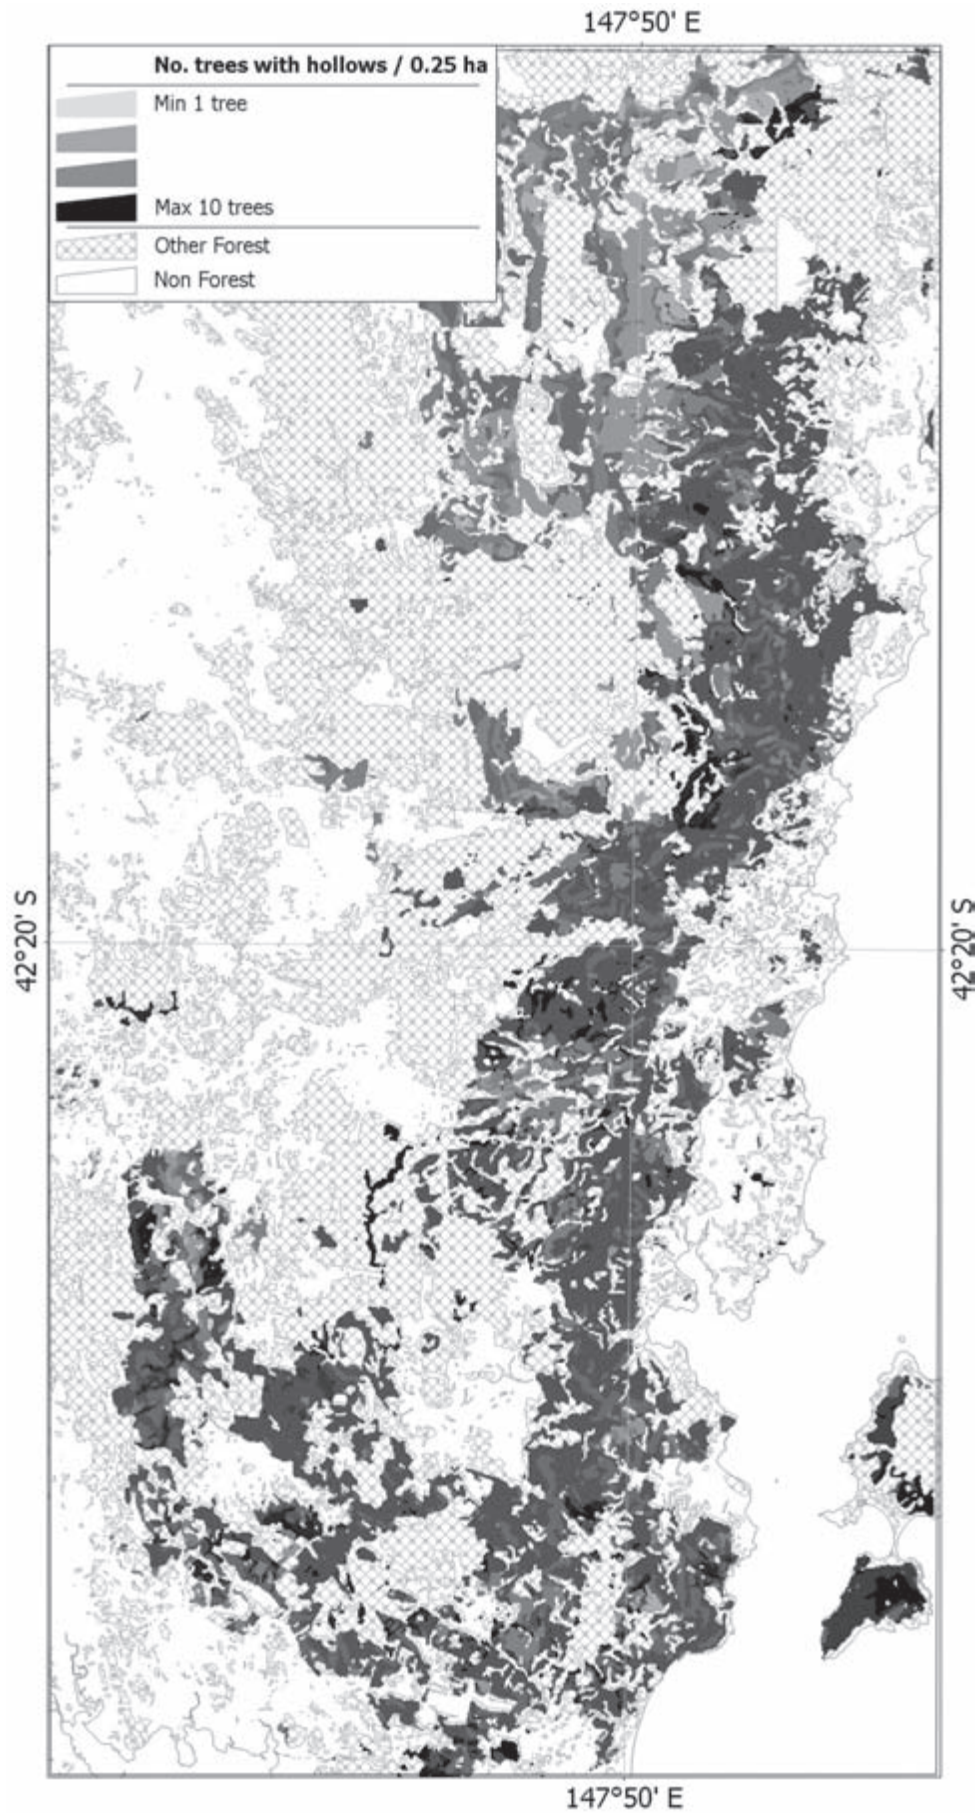 147°50' E
No. trees with hollows / 0.25 ha
Min 1 tree
Max 10 trees
Other Forest
Non Forest
42°20' S
42°20' S
147°50' E